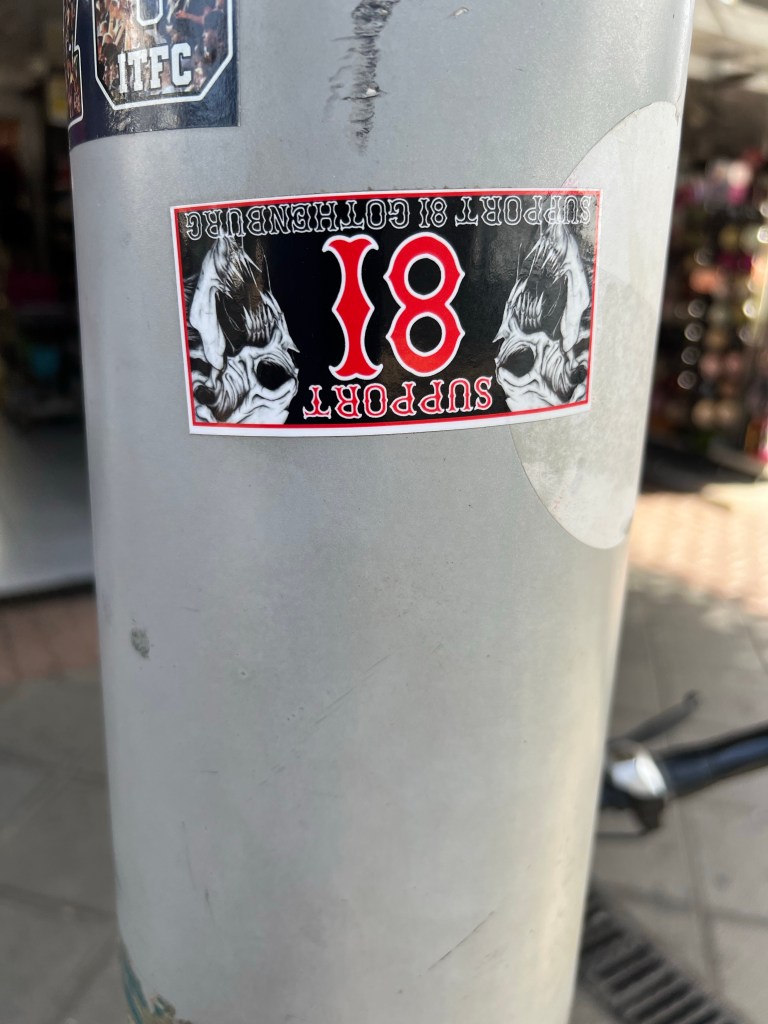 ITFC
SUPPORT
81
SUPPORT 81 GOTHENBURG